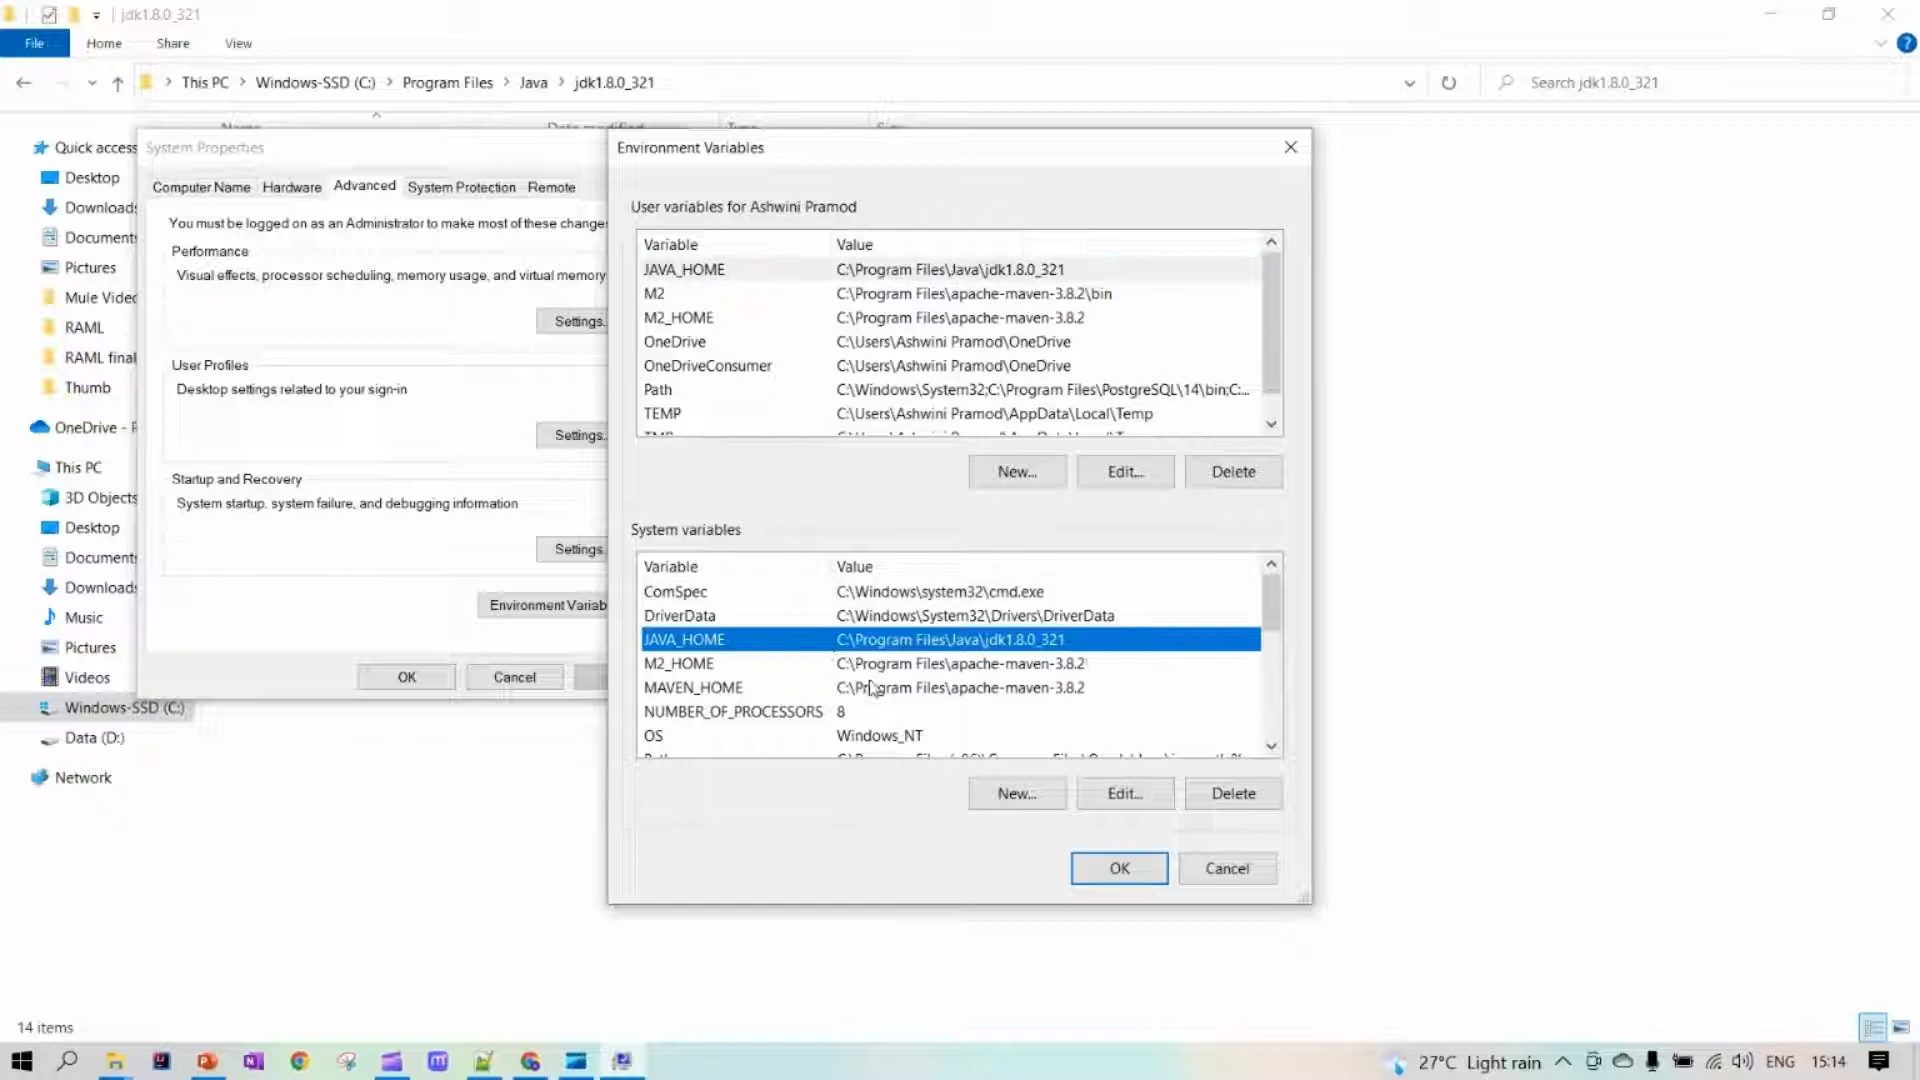 jdk1.8.0_321
File Home Share View
This PC Windows-SSD (C:) Program Files Java jdk1.8.0_321
Search jdk1.8.0_321
Name Date modified Type Size
Quick access
Desktop
Downloads
Documents
Pictures
Mule Video
RAML
RAML final
Thumb
OneDrive - P
This PC
3D Objects
Desktop
Documents
Downloads
Music
Pictures
Videos
Windows-SSD (C:)
Data (D:)
Network
System Properties
Computer Name Hardware Advanced System Protection Remote
You must be logged on as an Administrator to make most of these changes
Performance
Visual effects, processor scheduling, memory usage, and virtual memory
Settings..
User Profiles
Desktop settings related to your sign-in
Settings..
Startup and Recovery
System startup, system failure, and debugging information
Settings..
Environment Variab
OK Cancel
Environment Variables
User variables for Ashwini Pramod
Variable Value
JAVA_HOME C:\Program Files\Java\jdk1.8.0_321
M2 C:\Program Files\apache-maven-3.8.2\bin
M2_HOME C:\Program Files\apache-maven-3.8.2
OneDrive C:\Users\Ashwini Pramod\OneDrive
OneDriveConsumer C:\Users\Ashwini Pramod\OneDrive
Path C:\Windows\System32;C:\Program Files\PostgreSQL\14\bin;C:...
TEMP C:\Users\Ashwini Pramod\AppData\Local\Temp
New... Edit... Delete
System variables
Variable Value
ComSpec C:\Windows\system32\cmd.exe
DriverData C:\Windows\System32\Drivers\DriverData
JAVA_HOME C:\Program Files\Java\jdk1.8.0_321
M2_HOME C:\Program Files\apache-maven-3.8.2
MAVEN_HOME C:\Program Files\apache-maven-3.8.2
NUMBER_OF_PROCESSORS 8
OS Windows_NT
New... Edit... Delete
OK Cancel
14 items
27°C Light rain ENG 15:14